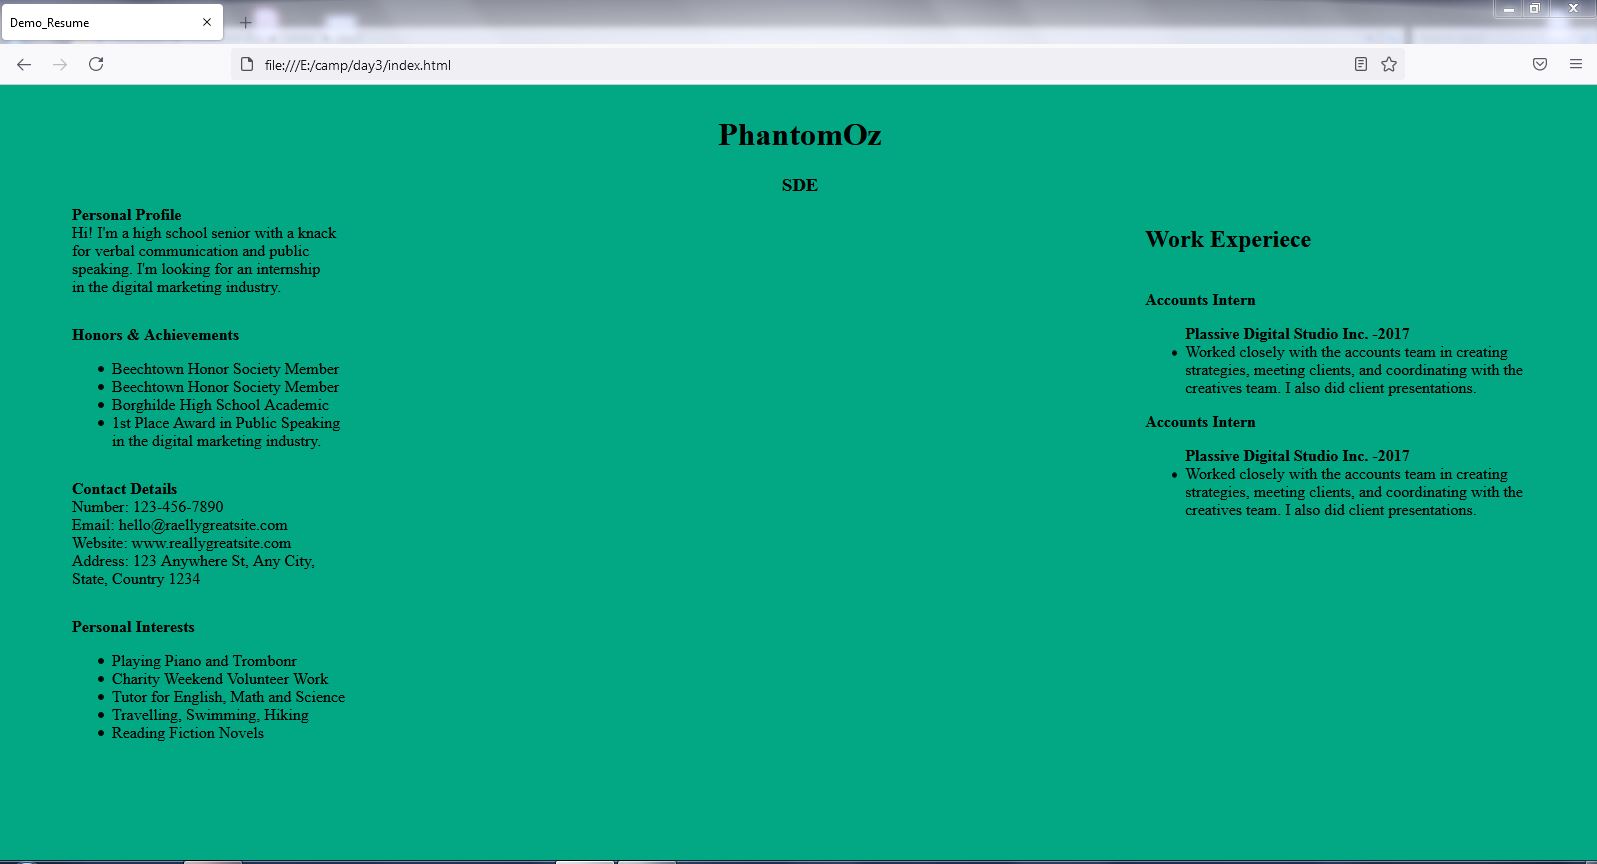 Demo_Resume
file:///E:/camp/day3/index.html
PhantomOz
SDE
Personal Profile
Hi! I'm a high school senior with a knack
for verbal communication and public
speaking. I'm looking for an internship
in the digital marketing industry.
Honors & Achievements
Beechtown Honor Society Member
Beechtown Honor Society Member
Borghilde High School Academic
1st Place Award in Public Speaking
in the digital marketing industry.
Contact Details
Number: 123-456-7890
Email: hello@raellygreatsite.com
Website: www.reallygreatsite.com
Address: 123 Anywhere St, Any City,
State, Country 1234
Personal Interests
Playing Piano and Trombonr
Charity Weekend Volunteer Work
Tutor for English, Math and Science
Travelling, Swimming, Hiking
Reading Fiction Novels
Work Experiece
Accounts Intern
Plassive Digital Studio Inc. -2017
Worked closely with the accounts team in creating
strategies, meeting clients, and coordinating with the
creatives team. I also did client presentations.
Accounts Intern
Plassive Digital Studio Inc. -2017
Worked closely with the accounts team in creating
strategies, meeting clients, and coordinating with the
creatives team. I also did client presentations.